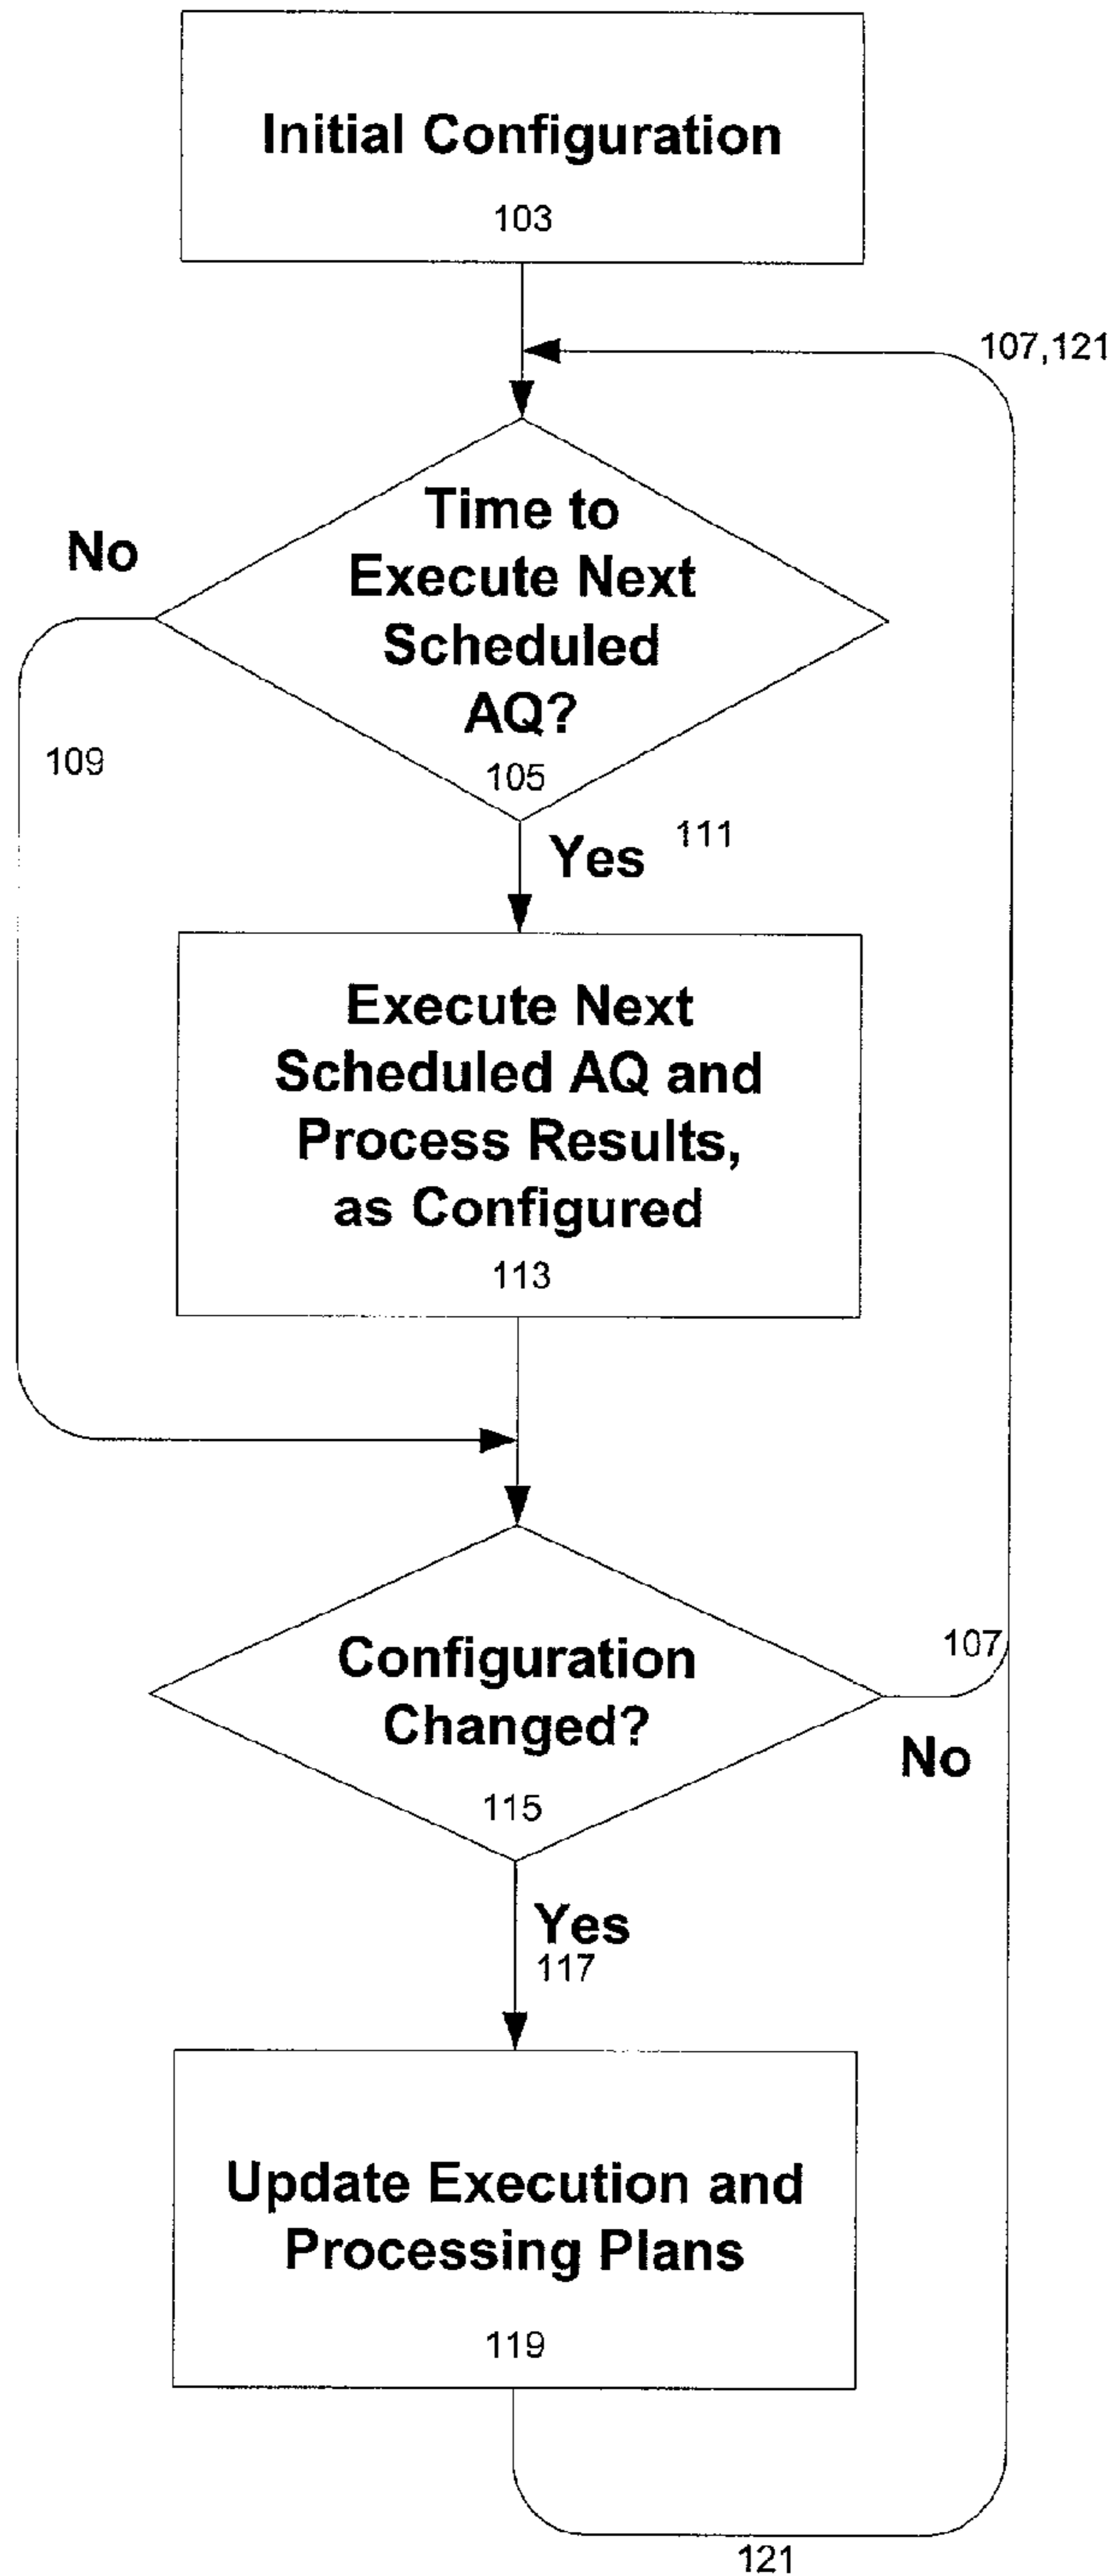 Initial Configuration
103
107,121
Time to
Execute Next
Scheduled
AQ?
105
No
109
Yes 111
Execute Next
Scheduled AQ and
Process Results,
as Configured
113
Configuration
Changed?
115
107
No
Yes
117
Update Execution and
Processing Plans
119
121